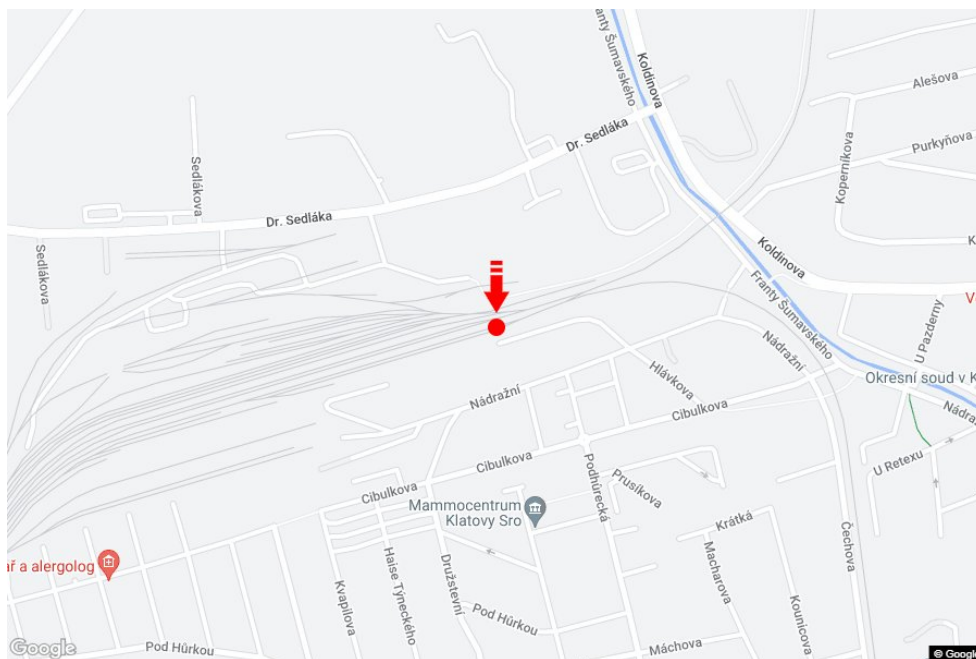 Franty Šumavského
Koldinova
Alešova
Koperníkova
Purkyňova
Dr. Sedláka
Sedlákova
Dr. Sedláka
Sedlákova
Koldinova
K
Franty Šumavského
V
U Pazderny
Nádražní
Hlávkova
Okresní soud v K
Nádražní
Cibulkova
Nádraž
U Retexu
Cibulkova
Podhůrecká
Prusíkova
Cibulkova
Mammocentrum
Klatovy Sro
Krátká
Čechova
ař a alergolog
Kvapilova
Haise Týneckého
Družstevní
Macharova
Kounicova
Pod Hůrkou
Pod Hůrkou
Máchova
Google
© Google